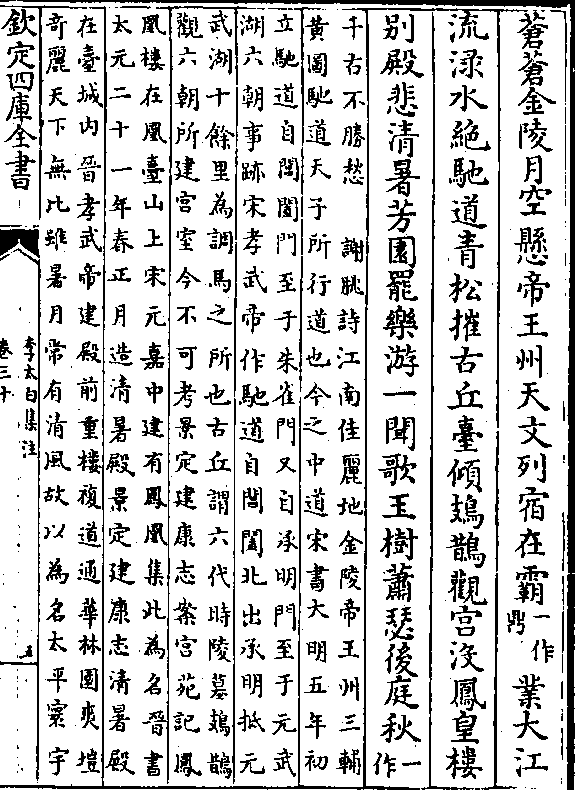 蒼蒼金陵月空懸帝王州天文列宿在霸一作鼎業大江
流渌水絶馳道青松摧古丘臺傾鳷鵲觀宮没鳳皇樓
别殿悲清暑芳園罷樂游一聞歌玉樹蕭瑟後庭秋一作
千古不勝愁 謝朓詩江南佳麗地金陵帝王州三輔
黄圖馳道天子所行道也今之中道宋書大明五年初
立馳道自閶闔門至于朱雀門又自承明門至于元武
湖六朝事跡宋孝武帝作馳道自閶闔北出承明抵元
武湖十餘里為調馬之所也古丘謂六代時陵墓鳷鵲
觀六朝所建宮室今不可考景定建康志案宮苑記鳳
凰樓在鳳臺山上宋元嘉中建有鳳凰集此為名晉書
太元二十一年春正月造清暑殿景定建康志清暑殿
在臺城内晉孝武帝建殿前重樓複道通華林園爽塏
奇麗天下無比雖暑月常有清風故以為名太平寰宇
欽定四庫全書
李太白集注
卷三十
五